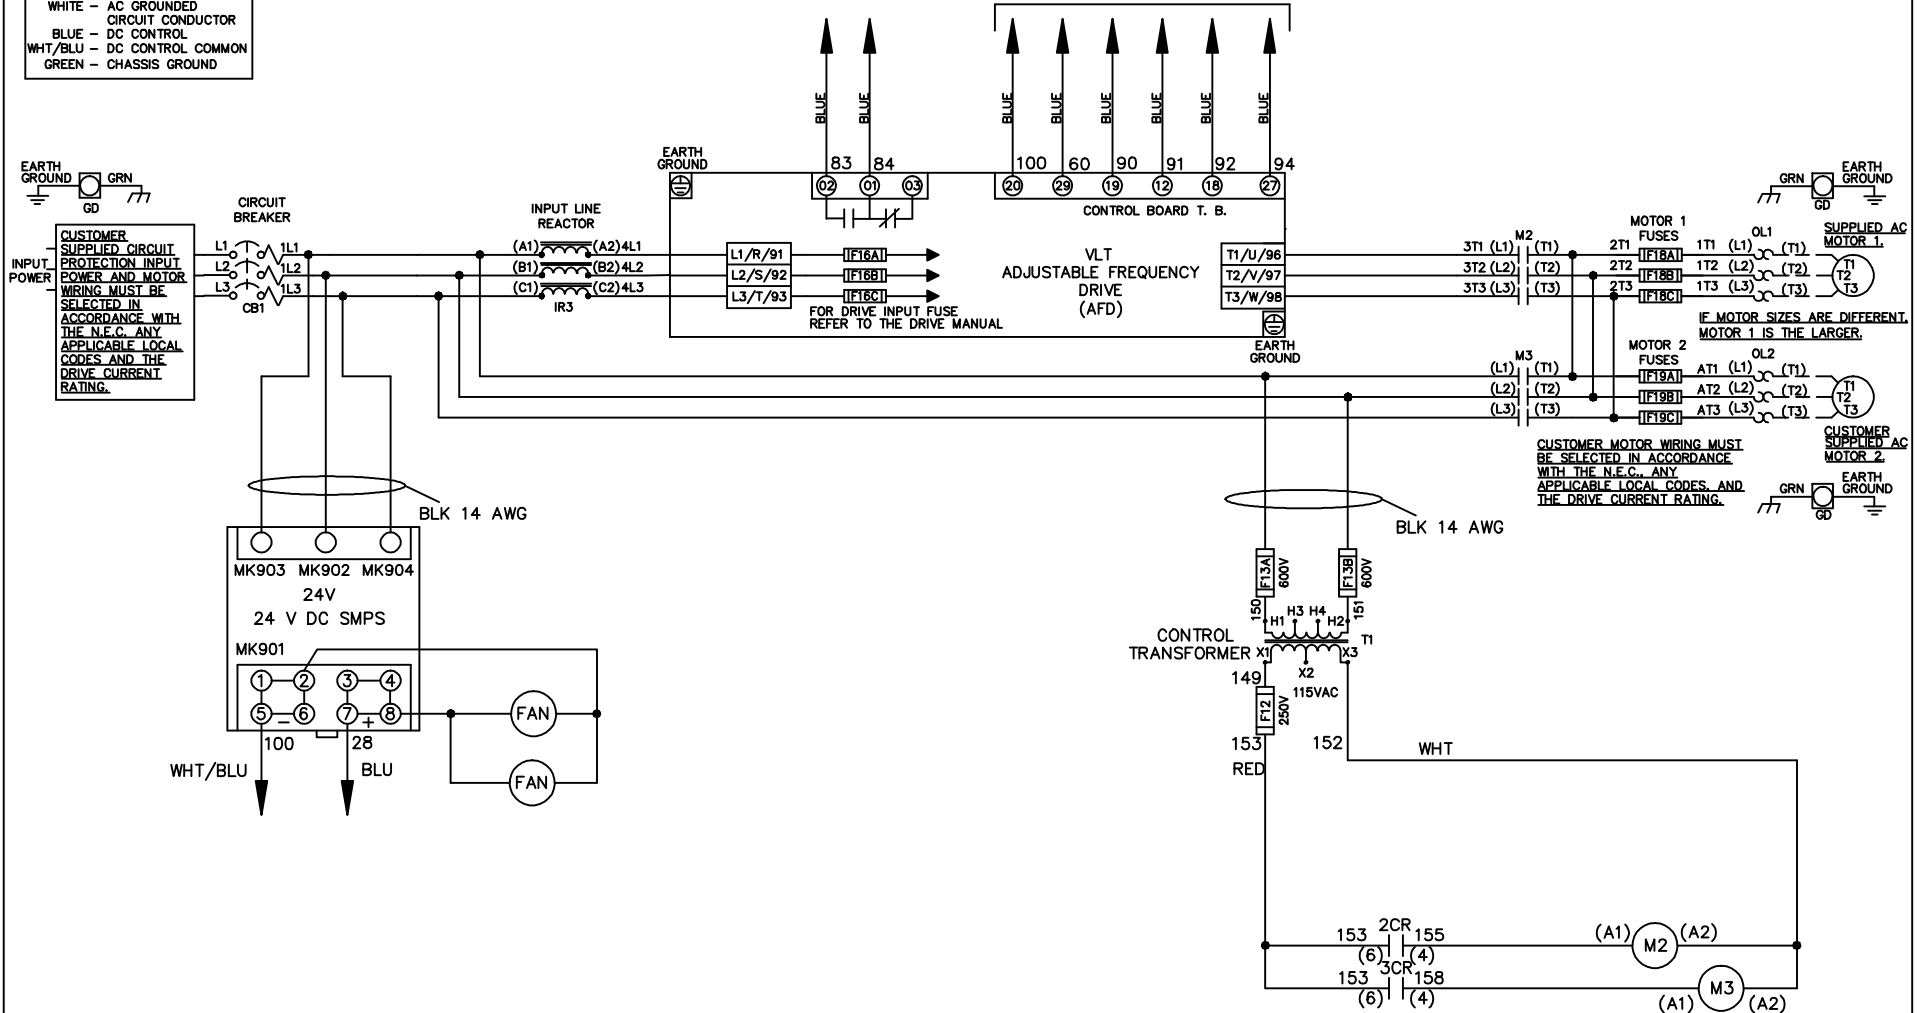 WHITE – AC GROUNDED
CIRCUIT CONDUCTOR
BLUE – DC CONTROL
WHT/BLU – DC CONTROL COMMON
GREEN – CHASSIS GROUND
BLUE BLUE BLUE BLUE BLUE BLUE BLUE BLUE
EARTH
GROUND
GRN
GD
CUSTOMER
SUPPLIED CIRCUIT
PROTECTION INPUT
POWER AND MOTOR
WIRING MUST BE
SELECTED IN
ACCORDANCE WITH
THE N.E.C. ANY
APPLICABLE LOCAL
CODES AND THE
DRIVE CURRENT
RATING.
INPUT
POWER
CIRCUIT
BREAKER
L1 1L1
L2 1L2
L3 1L3
CB1
INPUT LINE
REACTOR
(A1) (A2) 4L1
(B1) (B2) 4L2
(C1) (C2) 4L3
IR3
EARTH
GROUND
83 84
02 01 03
100 60 90 91 92 94
20 29 19 12 18 27
CONTROL BOARD T. B.
L1/R/91 F16A
L2/S/92 F16B
L3/T/93 F16C
FOR DRIVE INPUT FUSE
REFER TO THE DRIVE MANUAL
VLT
ADJUSTABLE FREQUENCY
DRIVE
(AFD)
T1/U/96
T2/V/97
T3/W/98
EARTH
GROUND
M2
3T1 (L1) (T1)
3T2 (L2) (T2)
3T3 (L3) (T3)
MOTOR 1
FUSES
2T1 F18A 1T1 (L1) (T1)
2T2 F18B 1T2 (L2) (T2)
2T3 F18C 1T3 (L3) (T3)
OL1
GRN
EARTH
GROUND
GD
SUPPLIED AC
MOTOR 1.
T1
T2
T3
IF MOTOR SIZES ARE DIFFERENT,
MOTOR 1 IS THE LARGER.
M3
(L1) (T1)
(L2) (T2)
(L3) (T3)
MOTOR 2
FUSES
OL2
F19A AT1 (L1) (T1)
F19B AT2 (L2) (T2)
F19C AT3 (L3) (T3)
T1
T2
T3
CUSTOMER
SUPPLIED AC
MOTOR 2.
CUSTOMER MOTOR WIRING MUST
BE SELECTED IN ACCORDANCE
WITH THE N.E.C., ANY
APPLICABLE LOCAL CODES, AND
THE DRIVE CURRENT RATING.
GRN
EARTH
GROUND
GD
BLK 14 AWG
MK903 MK902 MK904
24V
24 V DC SMPS
MK901
1 2 3 4
5 – 6 7 + 8
100 28
WHT/BLU BLU
FAN
FAN
BLK 14 AWG
F13A 600V F13B 600V
150 151
H1 H3 H4 H2
T1
CONTROL
TRANSFORMER
X1 X2 X3
149
115VAC
F12 250V
153 152
RED WHT
153 2CR 155 (A1) M2 (A2)
(6) (4)
153 3CR 158 M3
(6) (4) (A1) (A2)